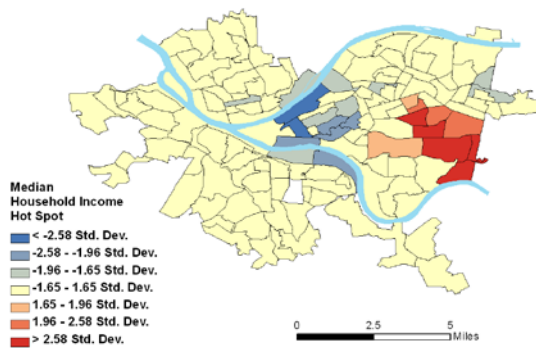 Median
Household Income
Hot Spot
< -2.58 Std. Dev.
-2.58 - -1.96 Std. Dev.
-1.96 - -1.65 Std. Dev.
-1.65 - 1.65 Std. Dev.
1.65 - 1.96 Std. Dev.
1.96 - 2.58 Std. Dev.
> 2.58 Std. Dev.
0 2.5 5
Miles